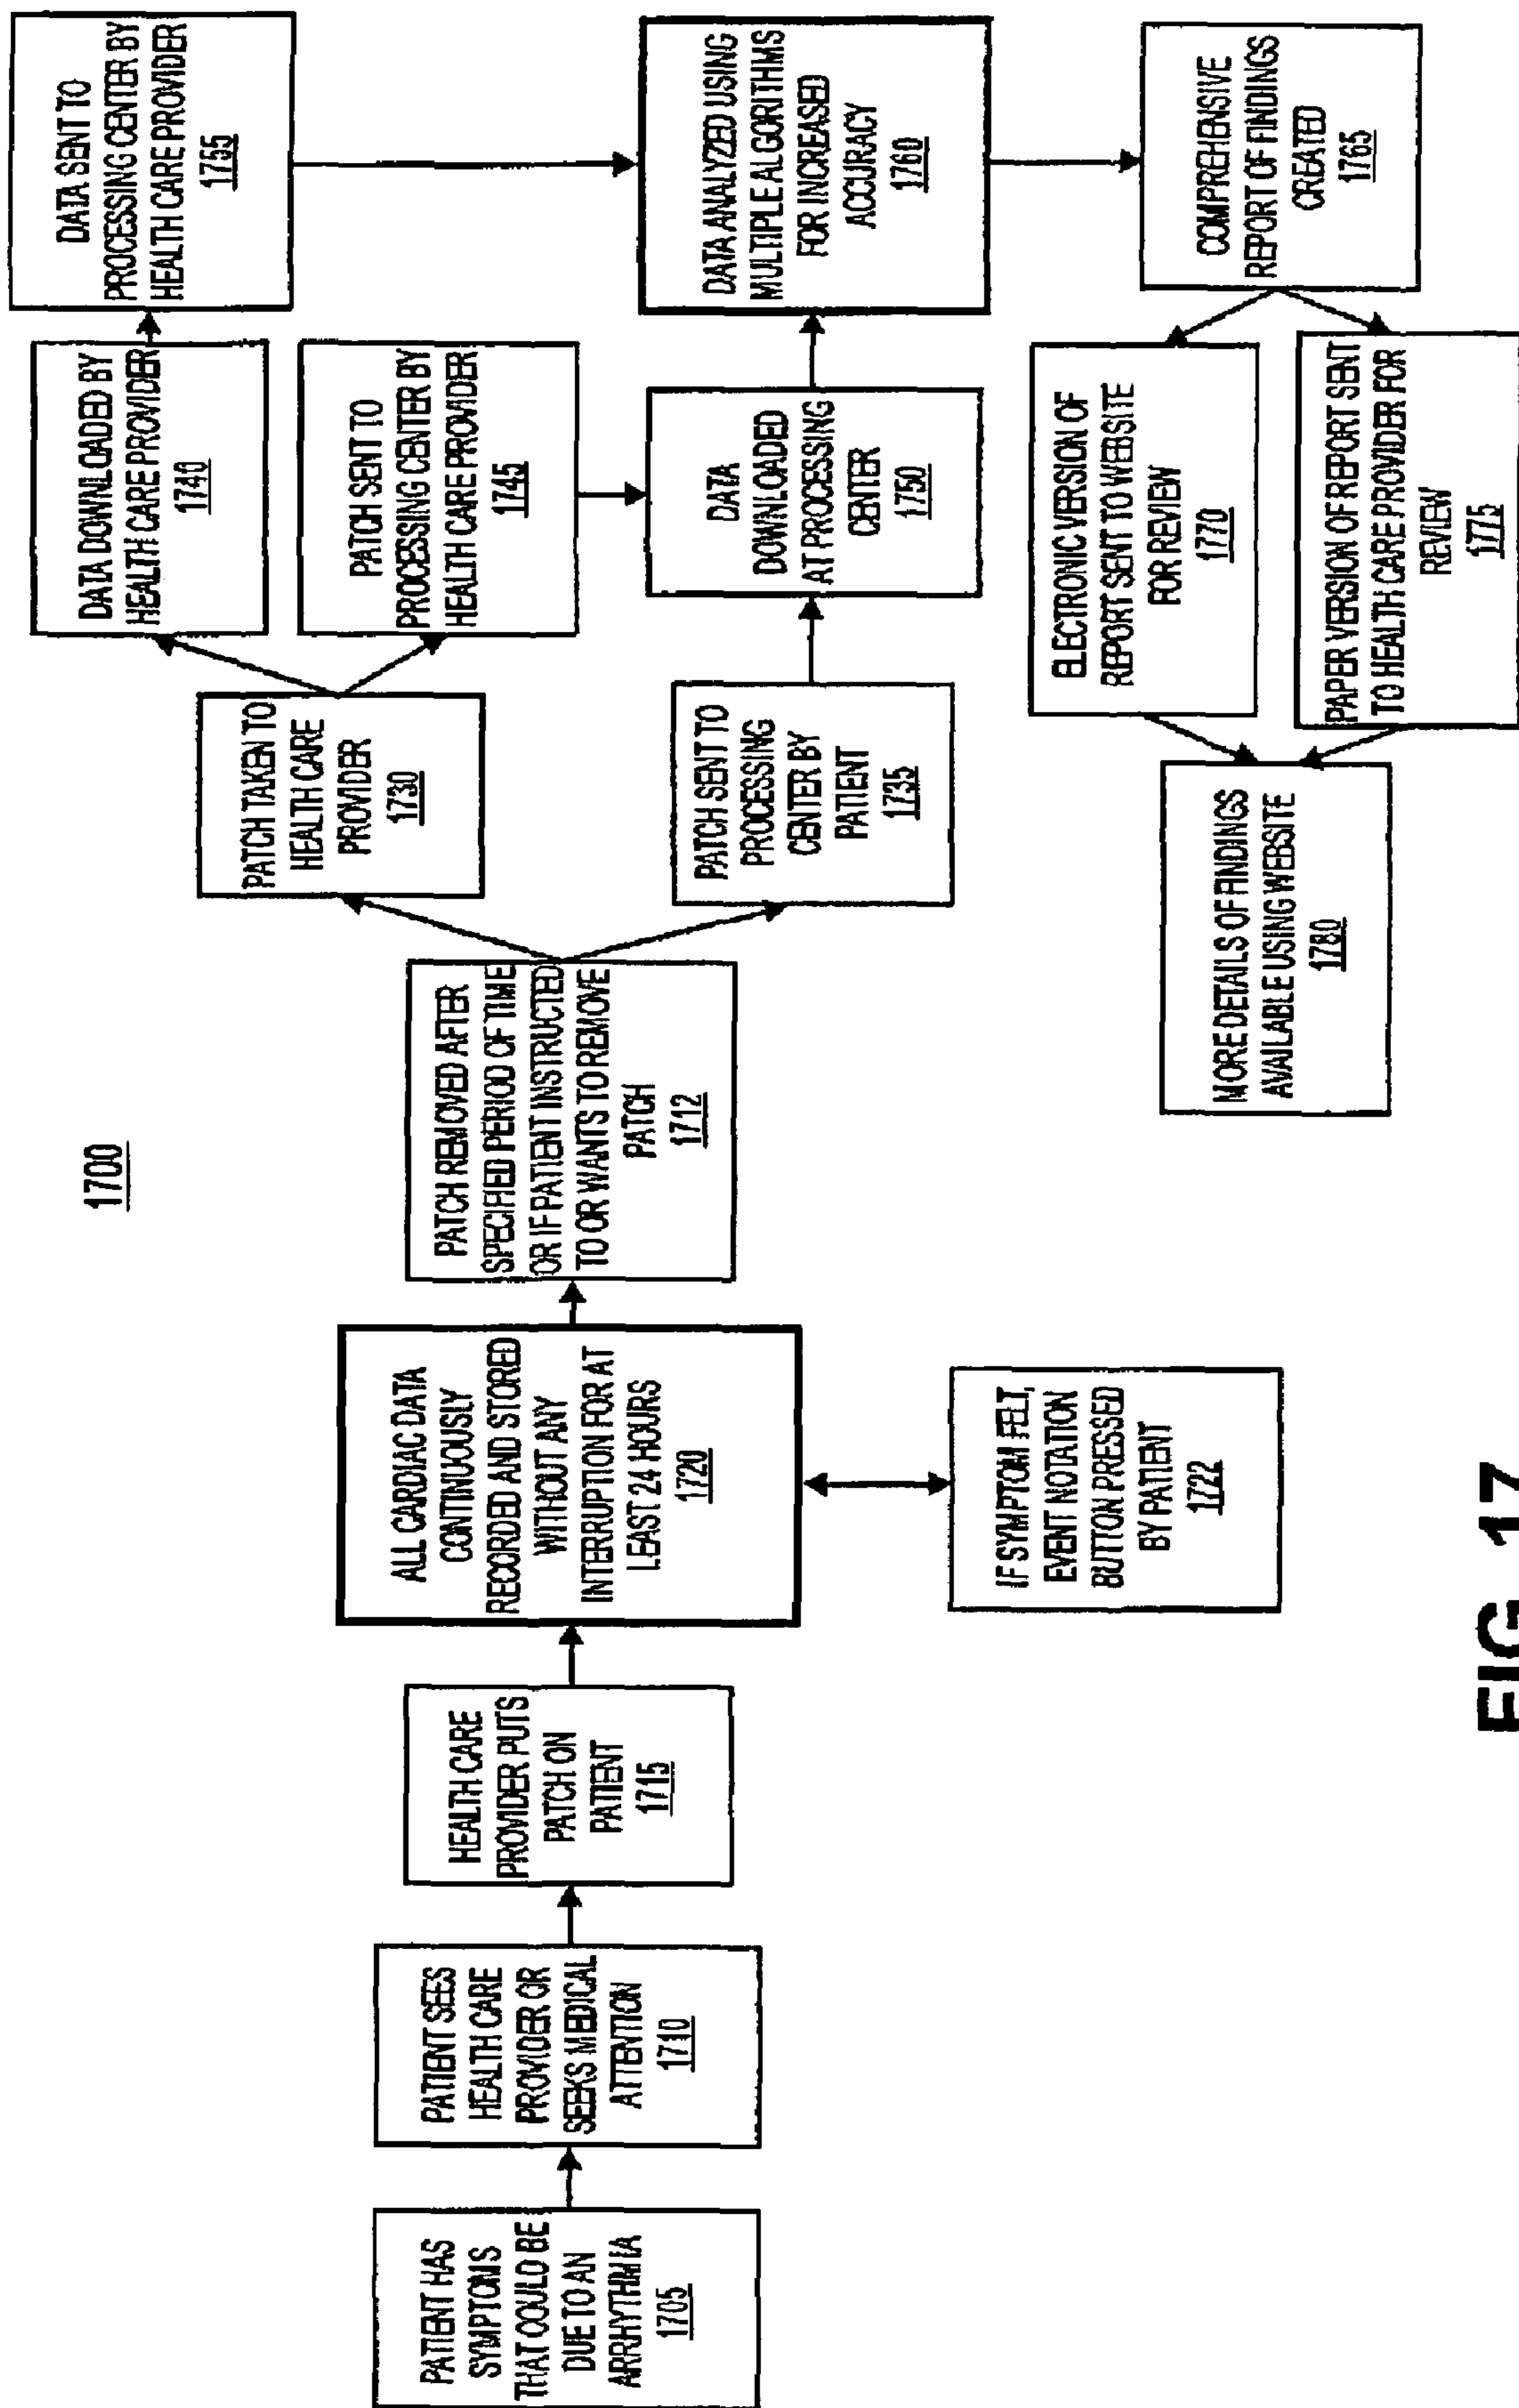 1700
PATIENT HAS
SYMPTOMS
THAT COULD BE
DUE TO AN
ARRHYTHMIA
1705
PATIENT SEES
HEALTH CARE
PROVIDER OR
SEEKS MEDICAL
ATTENTION
1710
HEALTH CARE
PROVIDER PUTS
PATCH ON
PATIENT
1715
ALL CARDIAC DATA
CONTINUOUSLY
RECORDED AND STORED
WITHOUT ANY
INTERRUPTION FOR AT
LEAST 24 HOURS
1720
IF SYMPTOM FELT,
EVENT NOTATION
BUTTON PRESSED
BY PATIENT
1722
PATCH REMOVED AFTER
SPECIFIED PERIOD OF TIME
OR IF PATIENT INSTRUCTED
TO OR WANTS TO REMOVE
PATCH
1712
PATCH TAKEN TO
HEALTH CARE
PROVIDER
1730
PATCH SENT TO
PROCESSING
CENTER BY
PATIENT
1735
DATA DOWNLOADED BY
HEALTH CARE PROVIDER
1740
PATCH SENT TO
PROCESSING CENTER BY
HEALTH CARE PROVIDER
1745
DATA
DOWNLOADED
AT PROCESSING
CENTER
1750
DATA SENT TO
PROCESSING CENTER BY
HEALTH CARE PROVIDER
1755
DATA ANALYZED USING
MULTIPLE ALGORITHMS
FOR INCREASED
ACCURACY
1760
COMPREHENSIVE
REPORT OF FINDINGS
CREATED
1765
ELECTRONIC VERSION OF
REPORT SENT TO WEBSITE
FOR REVIEW
1770
PAPER VERSION OF REPORT SENT
TO HEALTH CARE PROVIDER FOR
REVIEW
1775
MORE DETAILS OF FINDINGS
AVAILABLE USING WEBSITE
1780
FIG. 17